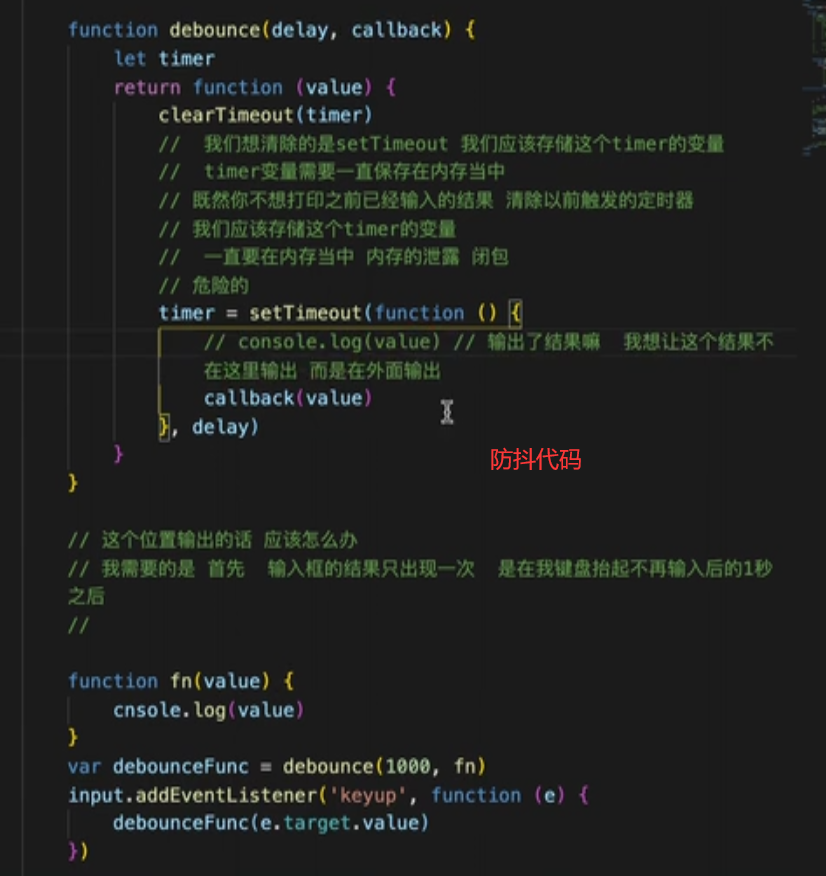 function debounce(delay, callback) {
let timer
return function (value) {
clearTimeout(timer)
//  我们想清除的是setTimeout 我们应该存储这个timer的变量
//  timer变量需要一直保存在内存当中
// 既然你不想打印之前已经输入的结果 清除以前触发的定时器
// 我们应该存储这个timer的变量
//  一直要在内存当中 内存的泄露 闭包
// 危险的
timer = setTimeout(function () {
// console.log(value) // 输出了结果嘛  我想让这个结果不
在这里输出 而是在外面输出
callback(value)
}, delay)
}
防抖代码
}
// 这个位置输出的话 应该怎么办
// 我需要的是 首先  输入框的结果只出现一次  是在我键盘抬起不再输入后的1秒
之后
//
function fn(value) {
cnsole.log(value)
}
var debounceFunc = debounce(1000, fn)
input.addEventListener('keyup', function (e) {
debounceFunc(e.target.value)
})